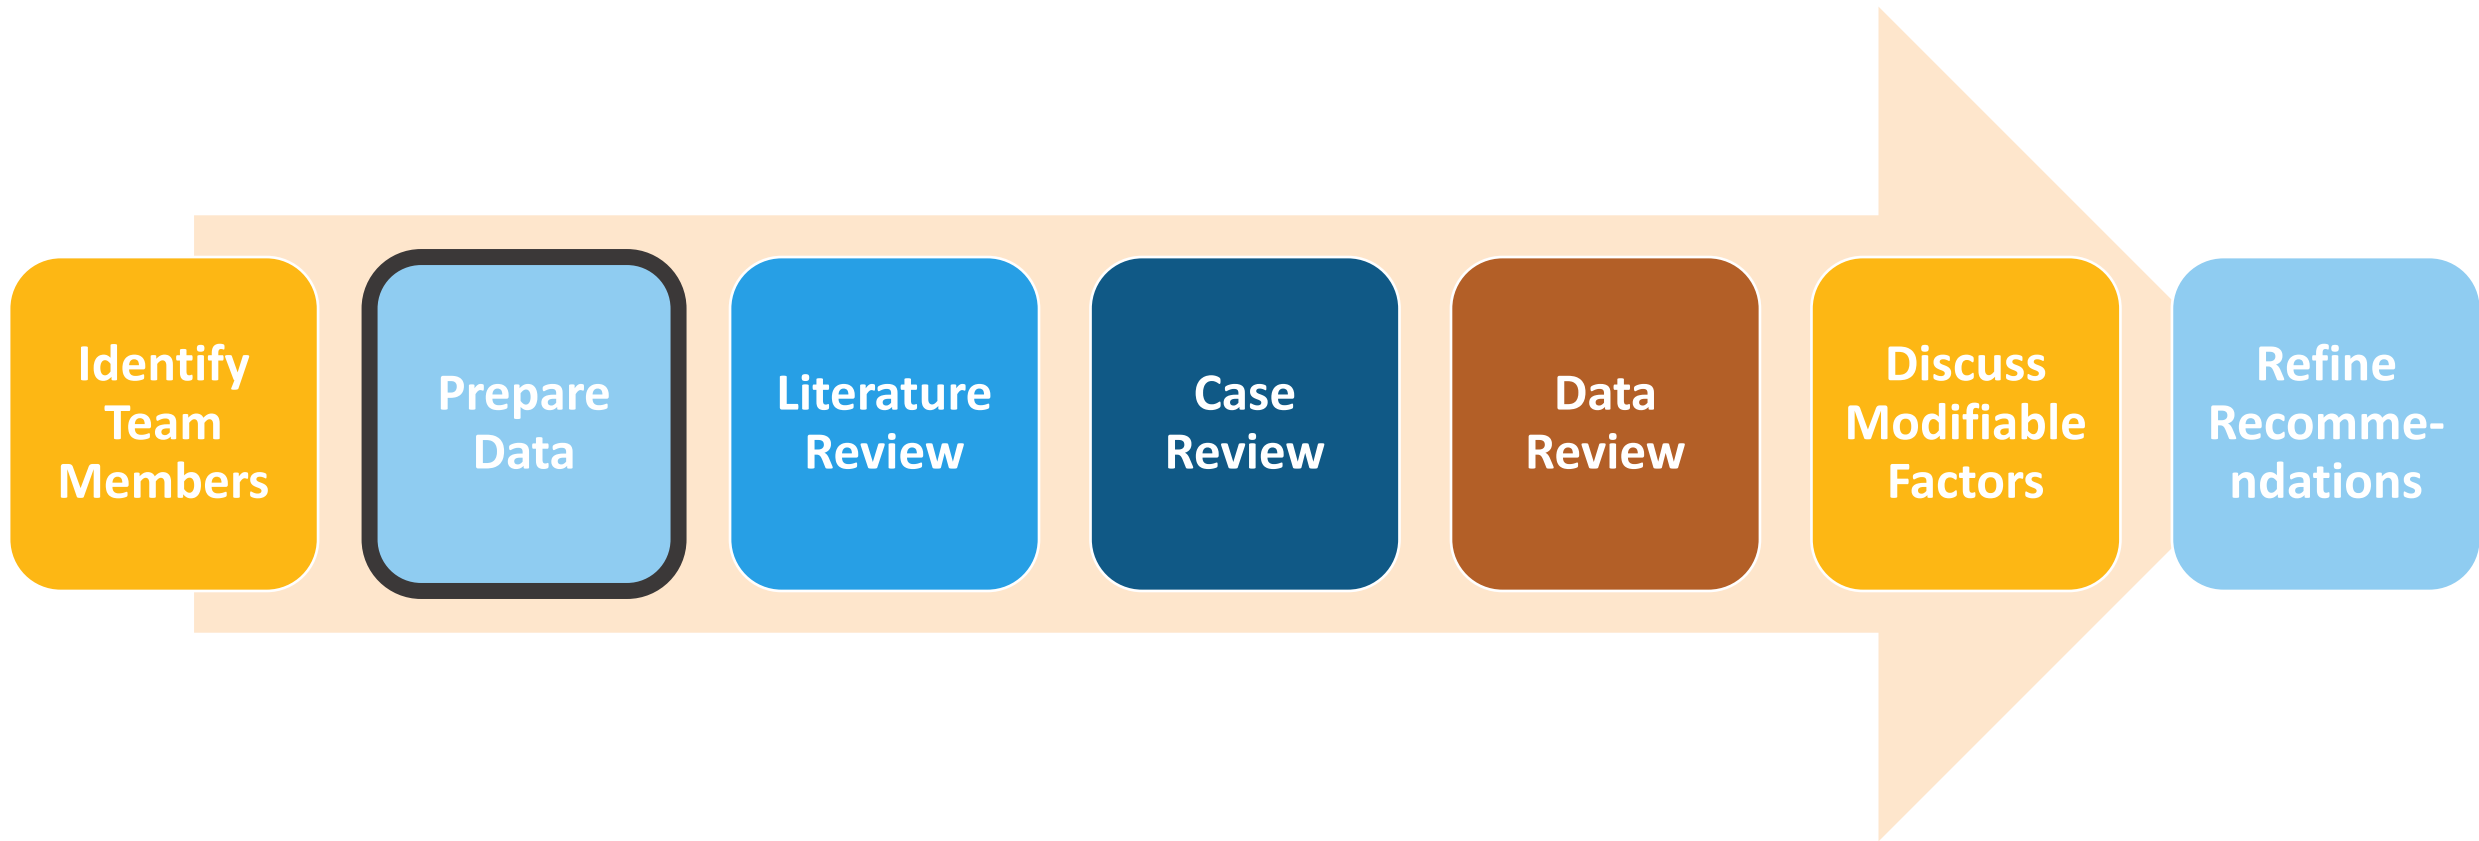 Identify
Team
Members
Prepare
Data
Literature
Review
Case
Review
Data
Review
Discuss
Modifiable
Factors
Refine
Recomme-
ndations